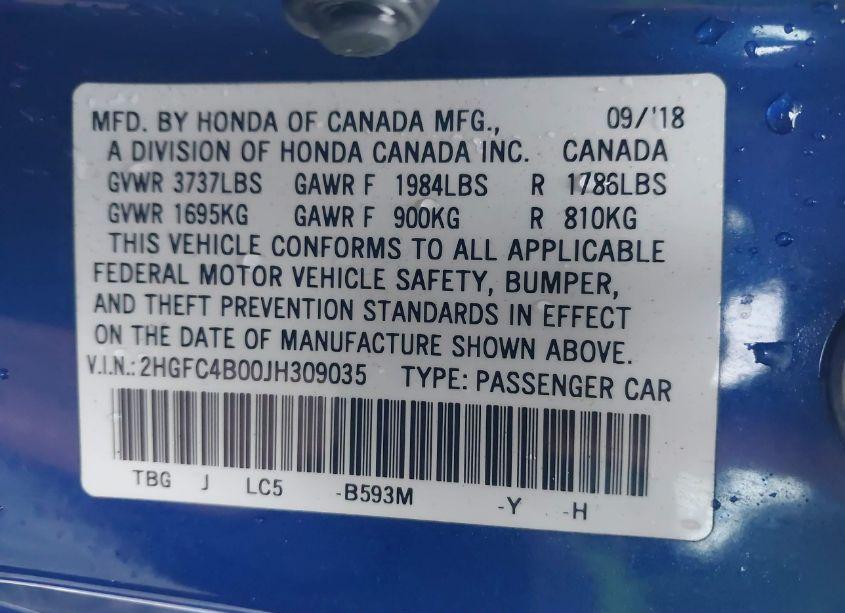 MFD. BY HONDA OF CANADA MFG., 09/'18
A DIVISION OF HONDA CANADA INC. CANADA
GVWR 3737LBS GAWR F 1984LBS R 1786LBS
GVWR 1695KG GAWR F 900KG R 810KG
THIS VEHICLE CONFORMS TO ALL APPLICABLE
FEDERAL MOTOR VEHICLE SAFETY, BUMPER,
AND THEFT PREVENTION STANDARDS IN EFFECT
ON THE DATE OF MANUFACTURE SHOWN ABOVE.
V.I.N.: 2HGFC4B00JH309035 TYPE: PASSENGER CAR
TBG J LC5 -B593M -Y -H